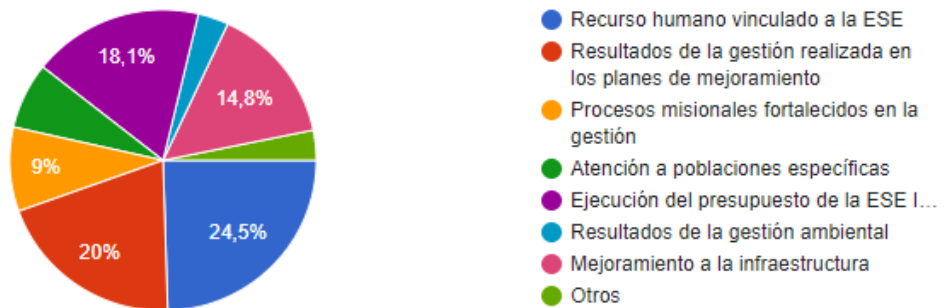 18,1%
14,8%
9%
20%
24,5%
Recurso humano vinculado a la ESE
Resultados de la gestión realizada en
los planes de mejoramiento
Procesos misionales fortalecidos en la
gestión
Atención a poblaciones específicas
Ejecución del presupuesto de la ESE I...
Resultados de la gestión ambiental
Mejoramiento a la infraestructura
Otros